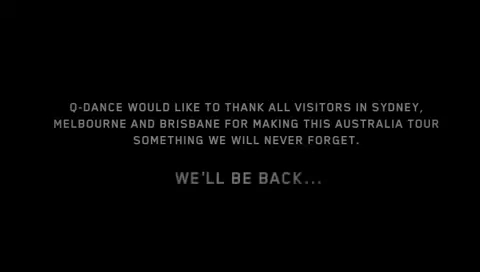 Q-DANCE WOULD LIKE TO THANK ALL VISITORS IN SYDNEY,
MELBOURNE AND BRISBANE FOR MAKING THIS AUSTRALIA TOUR
SOMETHING WE WILL NEVER FORGET.
WE'LL BE BACK...